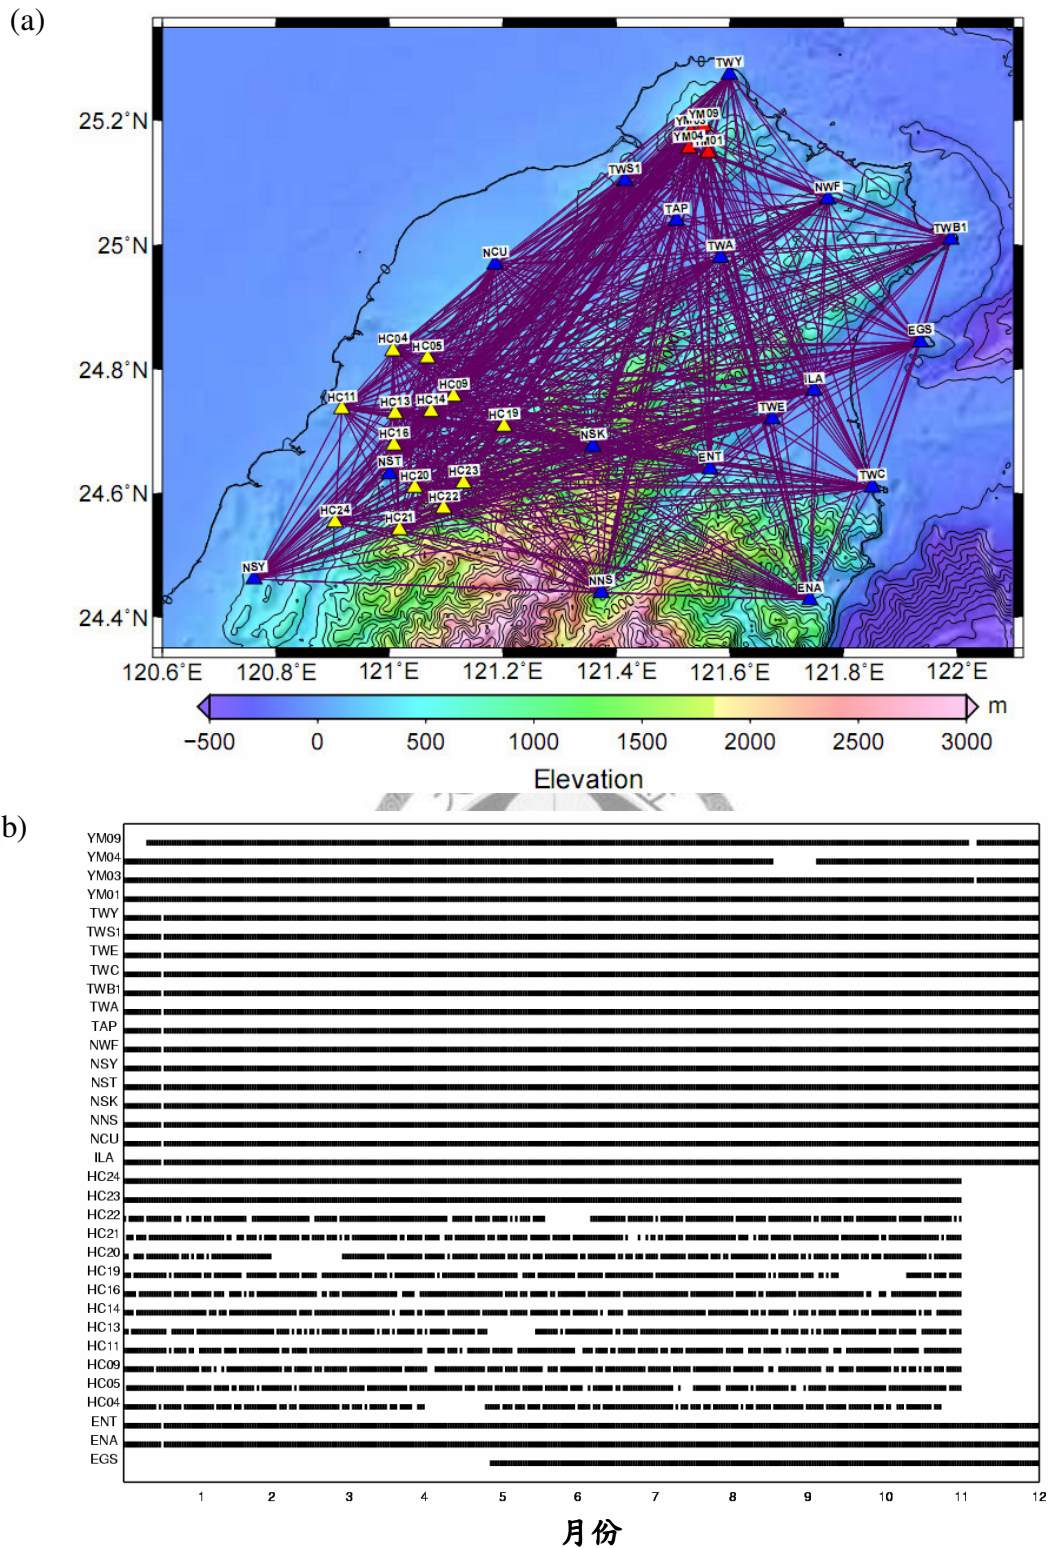 (a)
TWY
25.2°N
YM09
YM03
YM04
YM01
TWS1
NWF
TAP
TWB1
25°N
TWA
NCU
HC04
EGS
HC05
24.8°N
ILA
HC09
HC11
HC13
HC14
TWE
HC19
HC16
NSK
NST
ENT
HC23
HC20
TWC
24.6°N
HC22
HC24
HC21
NSY
NNS
ENA
2000
24.4°N
120.6°E 120.8°E 121°E 121.2°E 121.4°E 121.6°E 121.8°E 122°E
m
−500 0 500 1000 1500 2000 2500 3000
Elevation
b)
YM09
YM04
YM03
YM01
TWY
TWS1
TWE
TWC
TWB1
TWA
TAP
NWF
NSY
NST
NSK
NNS
NCU
ILA
HC24
HC23
HC22
HC21
HC20
HC19
HC16
HC14
HC13
HC11
HC09
HC05
HC04
ENT
ENA
EGS
1 2 3 4 5 6 7 8 9 10 11 12
月份